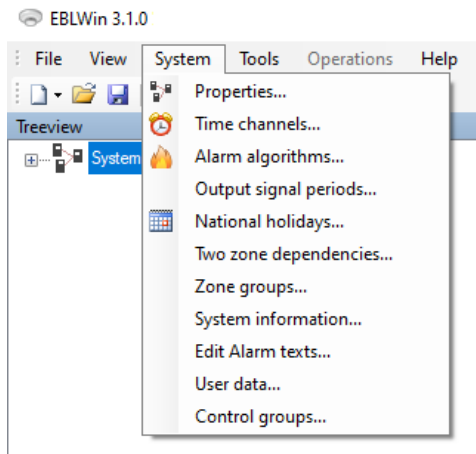 EBLWin 3.1.0
File View System Tools Operations Help
Treeview
System
Properties...
Time channels...
Alarm algorithms...
Output signal periods...
National holidays...
Two zone dependencies...
Zone groups...
System information...
Edit Alarm texts...
User data...
Control groups...